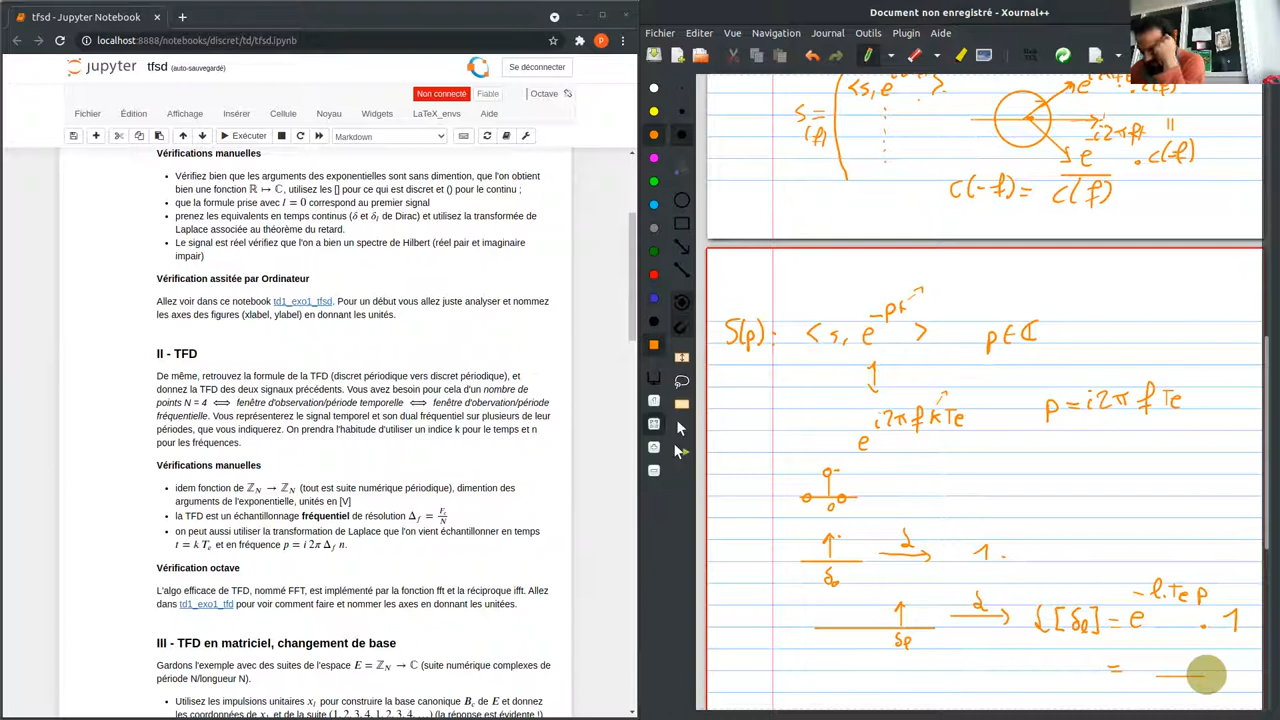 tfsd - Jupyter Notebook
localhost:8888/notebooks/discret/td/tfsd.ipynb
jupyter tfsd (auto-sauvegardé)
Se déconnecter
Non connecté Fiable Octave
Fichier Édition Affichage Insérer Cellule Noyau Widgets LaTeX_envs Aide
Exécuter Markdown
Vérifications manuelles
• Vérifiez bien que les arguments des exponentielles sont sans dimention, que l'on obtient
bien une fonction ℝ ↦ ℂ, utilisez les [] pour ce qui est discret et () pour le continu ;
• que la formule prise avec l = 0 correspond au premier signal
• prenez les equivalents en temps continu (δ et δₗ de Dirac) et utilisez la transformée de
Laplace associée au théorème du retard.
• Le signal est réel vérifiez que l'on a bien un spectre de Hilbert (réel pair et imaginaire
impair)
Vérification assitée par Ordinateur
Allez voir dans ce notebook td1_exo1_tfsd. Pour un début vous allez juste analyser et nommez
les axes des figures (xlabel, ylabel) en donnant les unités.
II - TFD
De même, retrouvez la formule de la TFD (discret périodique vers discret périodique), et
donnez la TFD des deux signaux précédents. Vous avez besoin pour cela d'un nombre de
points N = 4 ⟺ fenêtre d'observation/période temporelle ⟺ fenêtre d'obervation/période
fréquentielle. Vous représenterez le signal temporel et son dual fréquentiel sur plusieurs de leur
périodes, que vous indiquerez. On prendra l'habitude d'utiliser un indice k pour le temps et n
pour les fréquences.
Vérifications manuelles
• idem fonction de ℤ_N → ℤ_N (tout est suite numérique périodique), dimention des
arguments de l'exponentielle, unités en [V]
• la TFD est un échantillonnage fréquentiel de résolution Δ_f = F_e/N
• on peut aussi utiliser la transformation de Laplace que l'on vient échantillonner en temps
t = k T_e et en fréquence p = i 2π Δ_f n.
Vérification octave
L'algo efficace de TFD, nommé FFT, est implémenté par la fonction fft et la réciproque ifft. Allez
dans td1_exo1_tfd pour voir comment faire et nommer les axes en donnant les unitées.
III - TFD en matriciel, changement de base
Gardons l'exemple avec des suites de l'espace E = ℤ_N → ℂ (suite numérique complexes de
période N/longueur N).
• Utilisez les impulsions unitaires xₗ pour construire la base canonique B_c de E et donnez
Document non enregistré - Xournal++
Fichier Editer Vue Navigation Journal Outils Plugin Aide
s = (f)
e . c(-f)
c(-f) = c(f)
S(p): < s, e^-pt > p ∈ ℂ
e^i2πfkTe p = i2πfTe
0
δ₀ → 1.
δₗ → L[δₗ] = e^-l.Te p . 1
=